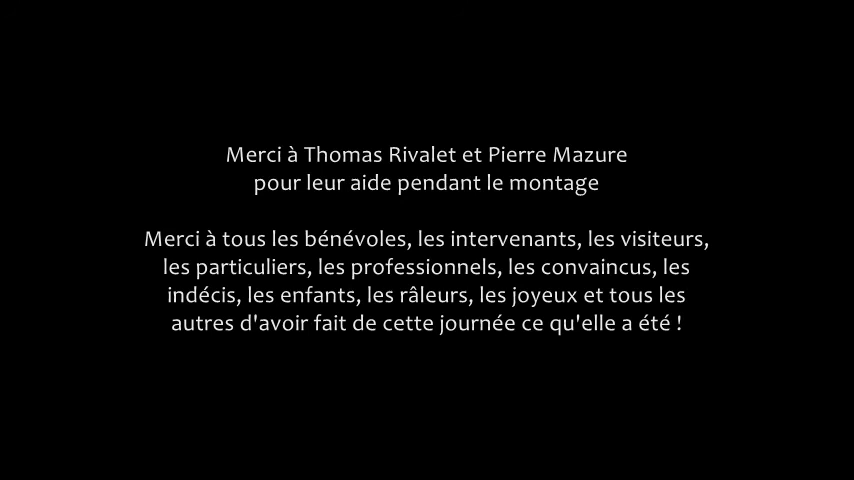 Merci à Thomas Rivalet et Pierre Mazure
pour leur aide pendant le montage
Merci à tous les bénévoles, les intervenants, les visiteurs,
les particuliers, les professionnels, les convaincus, les
indécis, les enfants, les râleurs, les joyeux et tous les
autres d'avoir fait de cette journée ce qu'elle a été !